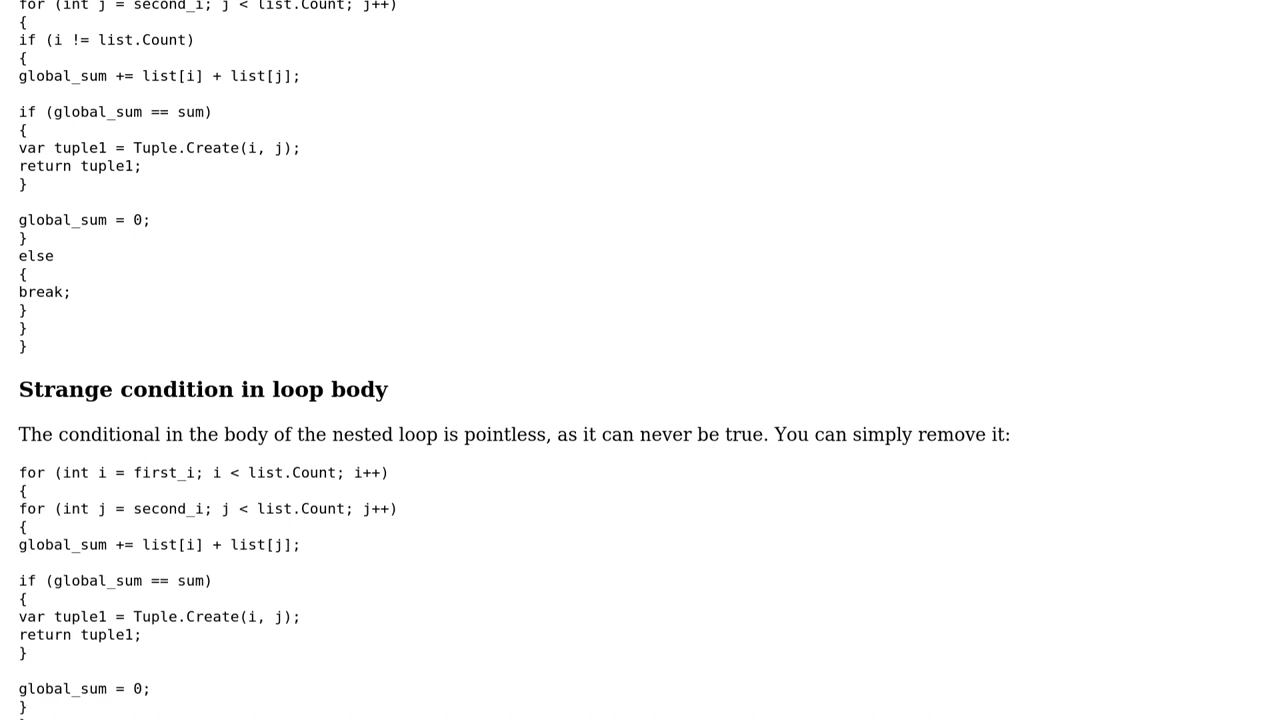 for (int j = second_i; j < list.Count; j++)
{
if (i != list.Count)
{
global_sum += list[i] + list[j];
if (global_sum == sum)
{
var tuple1 = Tuple.Create(i, j);
return tuple1;
}
global_sum = 0;
}
else
{
break;
}
}
}
Strange condition in loop body
The conditional in the body of the nested loop is pointless, as it can never be true. You can simply remove it:
for (int i = first_i; i < list.Count; i++)
{
for (int j = second_i; j < list.Count; j++)
{
global_sum += list[i] + list[j];
if (global_sum == sum)
{
var tuple1 = Tuple.Create(i, j);
return tuple1;
}
global_sum = 0;
}